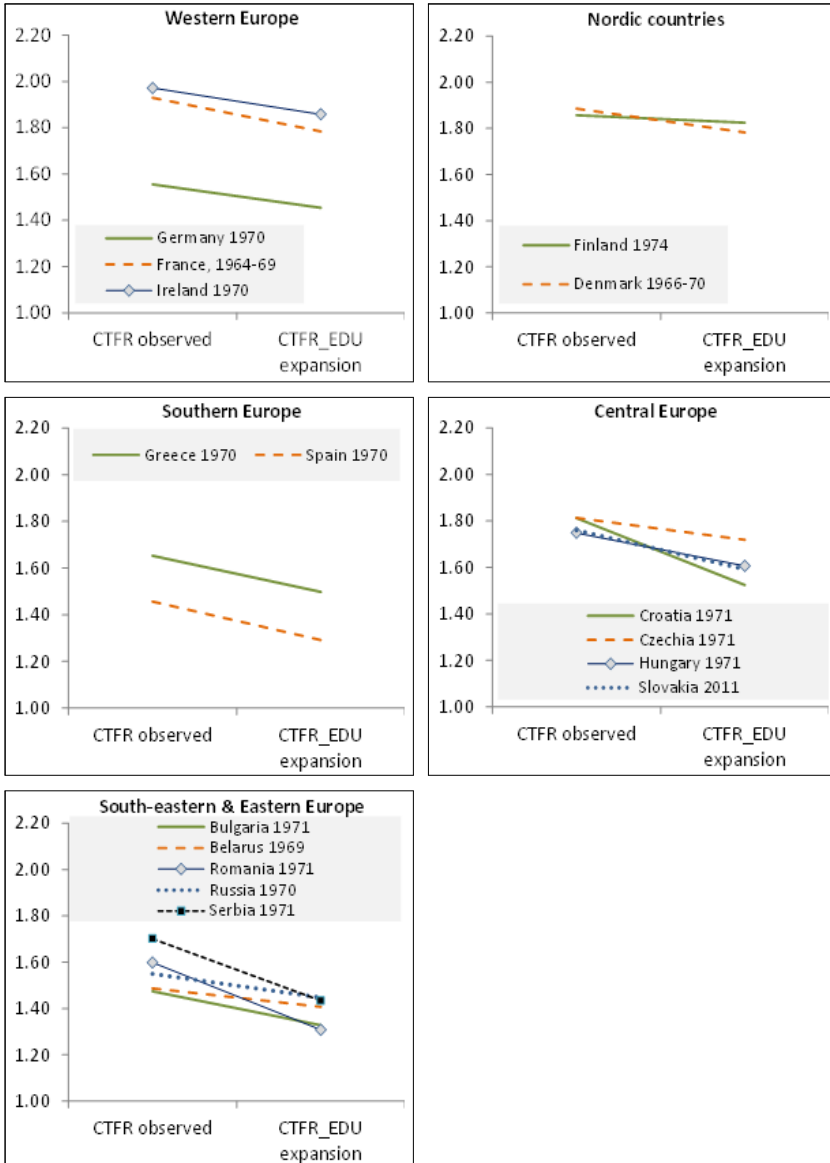 Western Europe
2.20
2.00
1.80
1.60
1.40
1.20
1.00
Germany 1970
France, 1964-69
Ireland 1970
CTFR observed
CTFR_EDU
expansion
Nordic countries
2.20
2.00
1.80
1.60
1.40
1.20
1.00
Finland 1974
Denmark 1966-70
CTFR observed
CTFR_EDU
expansion
Southern Europe
2.20
2.00
1.80
1.60
1.40
1.20
1.00
Greece 1970
Spain 1970
CTFR observed
CTFR_EDU
expansion
Central Europe
2.20
2.00
1.80
1.60
1.40
1.20
1.00
Croatia 1971
Czechia 1971
Hungary 1971
Slovakia 2011
CTFR observed
CTFR_EDU
expansion
South-eastern & Eastern Europe
2.20
2.00
1.80
1.60
1.40
1.20
1.00
Bulgaria 1971
Belarus 1969
Romania 1971
Russia 1970
Serbia 1971
CTFR observed
CTFR_EDU
expansion